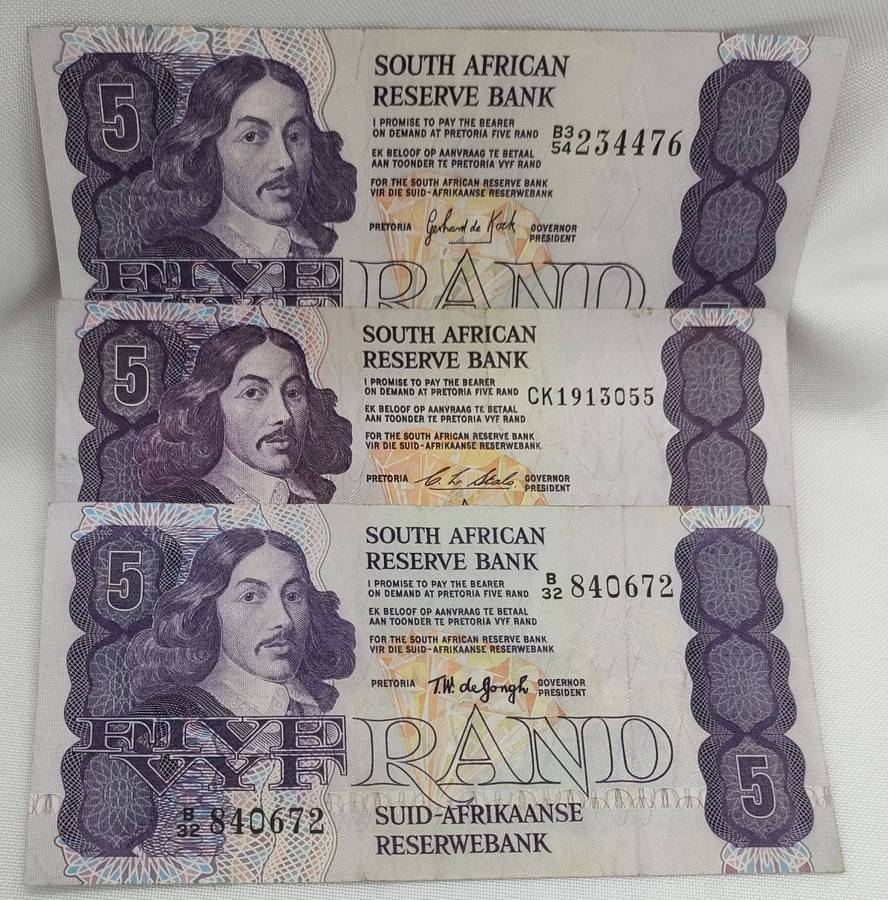 5
SOUTH AFRICAN
RESERVE BANK
I PROMISE TO PAY THE BEARER
ON DEMAND AT PRETORIA FIVE RAND
B3
54 234476
EK BELOOF OP AANVRAAG TE BETAAL
AAN TOONDER TE PRETORIA VYF RAND
FOR THE SOUTH AFRICAN RESERVE BANK
VIR DIE SUID-AFRIKAANSE RESERWEBANK
PRETORIA Gerhard de Kock GOVERNOR
PRESIDENT
FIVE RAND
5
SOUTH AFRICAN
RESERVE BANK
I PROMISE TO PAY THE BEARER
ON DEMAND AT PRETORIA FIVE RAND CK1913055
EK BELOOF OP AANVRAAG TE BETAAL
AAN TOONDER TE PRETORIA VYF RAND
FOR THE SOUTH AFRICAN RESERVE BANK
VIR DIE SUID-AFRIKAANSE RESERWEBANK
PRETORIA C. L. Stals. GOVERNOR
PRESIDENT
5
SOUTH AFRICAN
RESERVE BANK
I PROMISE TO PAY THE BEARER
ON DEMAND AT PRETORIA FIVE RAND
B
32 840672
EK BELOOF OP AANVRAAG TE BETAAL
AAN TOONDER TE PRETORIA VYF RAND
FOR THE SOUTH AFRICAN RESERVE BANK
VIR DIE SUID-AFRIKAANSE RESERWEBANK
PRETORIA T.W. de Jongh GOVERNOR
PRESIDENT
FIVE RAND
VYF
5
B
32 840672
SUID-AFRIKAANSE
RESERWEBANK